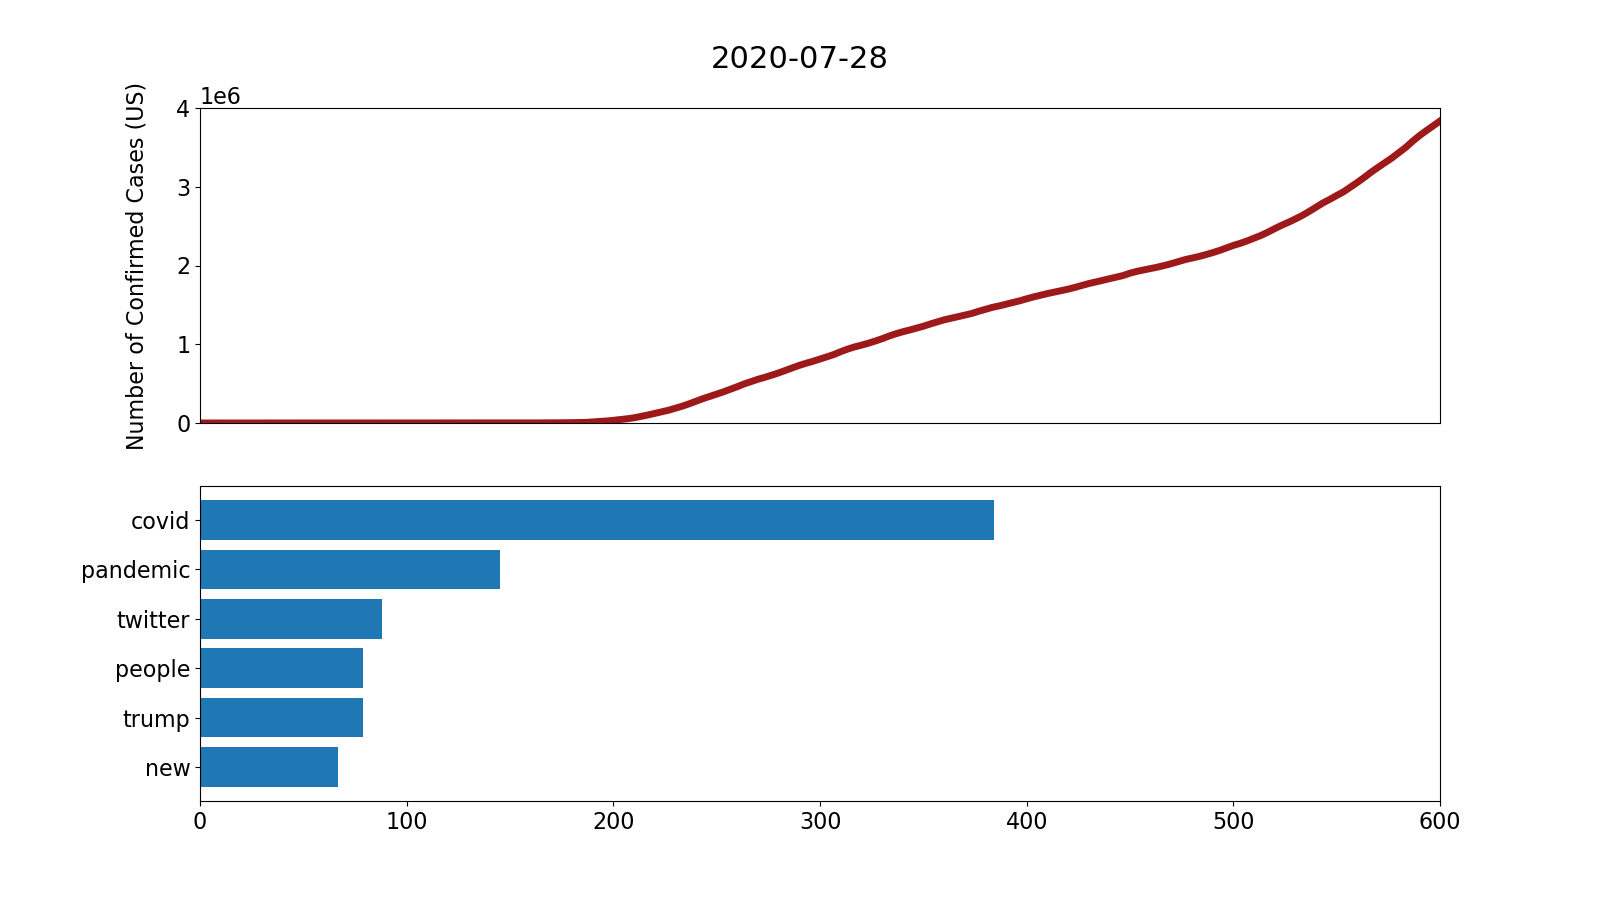 2020-07-28
1e6
Number of Confirmed Cases (US)
4
3
2
1
0
covid
pandemic
twitter
people
trump
new
0 100 200 300 400 500 600